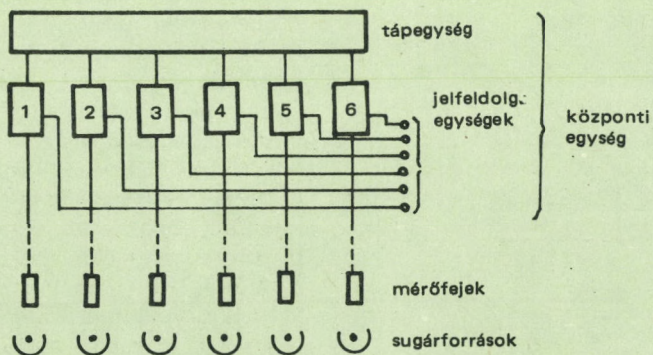 tápegység
1 2 3 4 5 6
jelfeldolg.
egységek
központi
egység
mérőfejek
sugárforrások